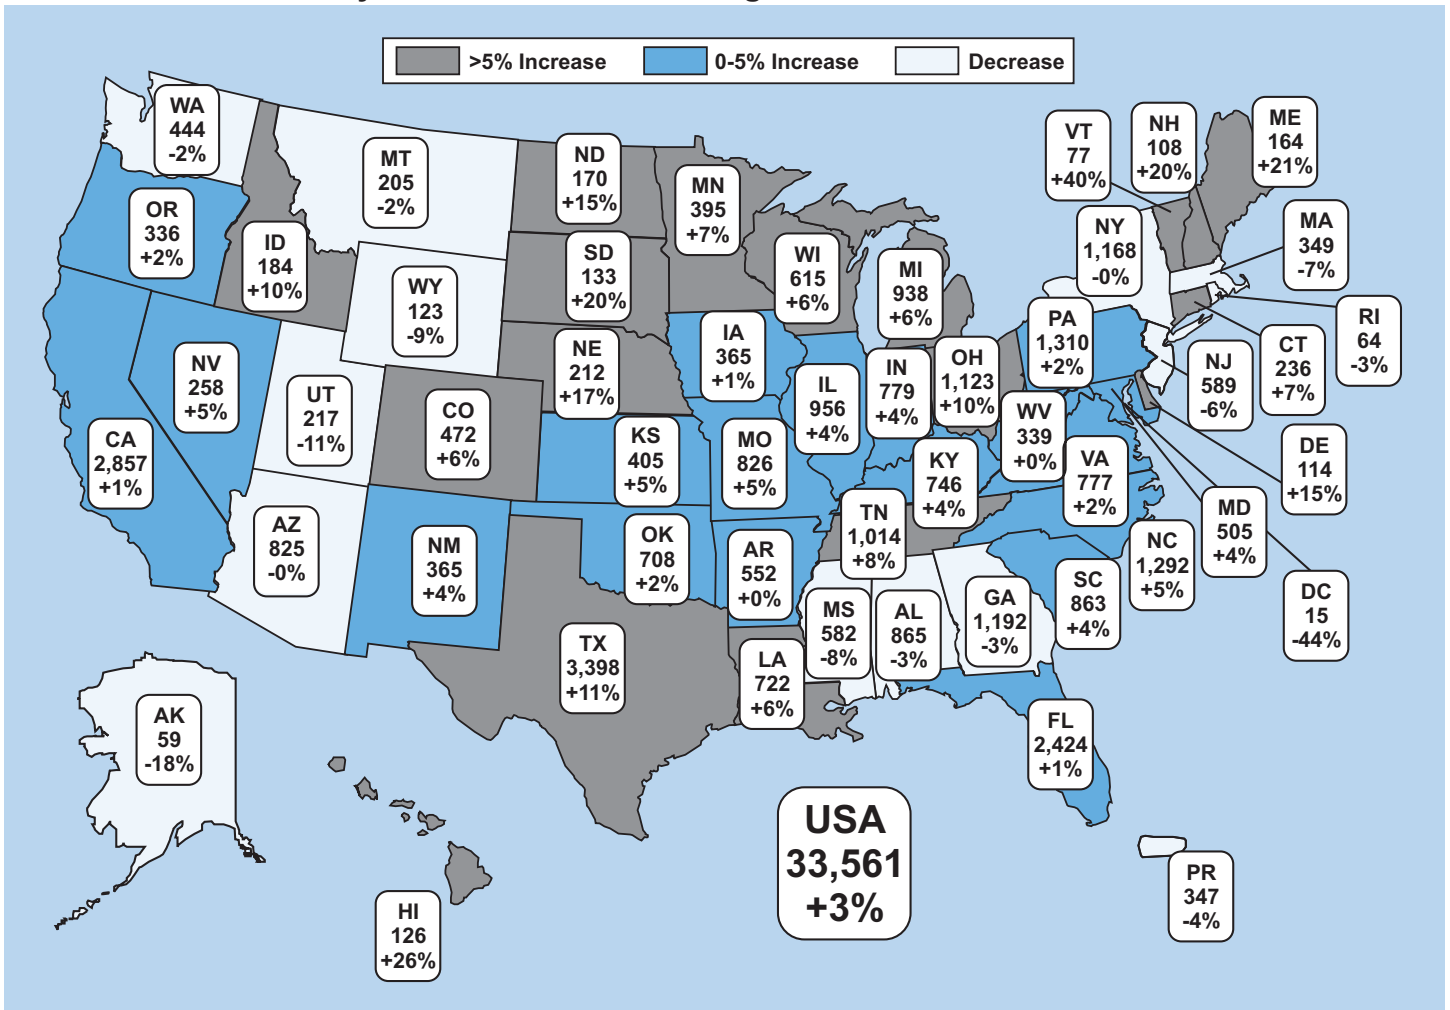 >5% Increase
0-5% Increase
Decrease
WA
444
-2%
MT
205
-2%
ND
170
+15%
MN
395
+7%
VT
77
+40%
NH
108
+20%
ME
164
+21%
OR
336
+2%
ID
184
+10%
WY
123
-9%
SD
133
+20%
WI
615
+6%
MI
938
+6%
NY
1,168
-0%
MA
349
-7%
RI
64
-3%
CT
236
+7%
NJ
589
-6%
PA
1,310
+2%
NV
258
+5%
UT
217
-11%
NE
212
+17%
IA
365
+1%
IL
956
+4%
IN
779
+4%
OH
1,123
+10%
WV
339
+0%
DE
114
+15%
CA
2,857
+1%
CO
472
+6%
KS
405
+5%
MO
826
+5%
KY
746
+4%
VA
777
+2%
MD
505
+4%
AZ
825
-0%
NM
365
+4%
OK
708
+2%
AR
552
+0%
TN
1,014
+8%
NC
1,292
+5%
SC
863
+4%
DC
15
-44%
TX
3,398
+11%
LA
722
+6%
MS
582
-8%
AL
865
-3%
GA
1,192
-3%
FL
2,424
+1%
AK
59
-18%
HI
126
+26%
USA
33,561
+3%
PR
347
-4%